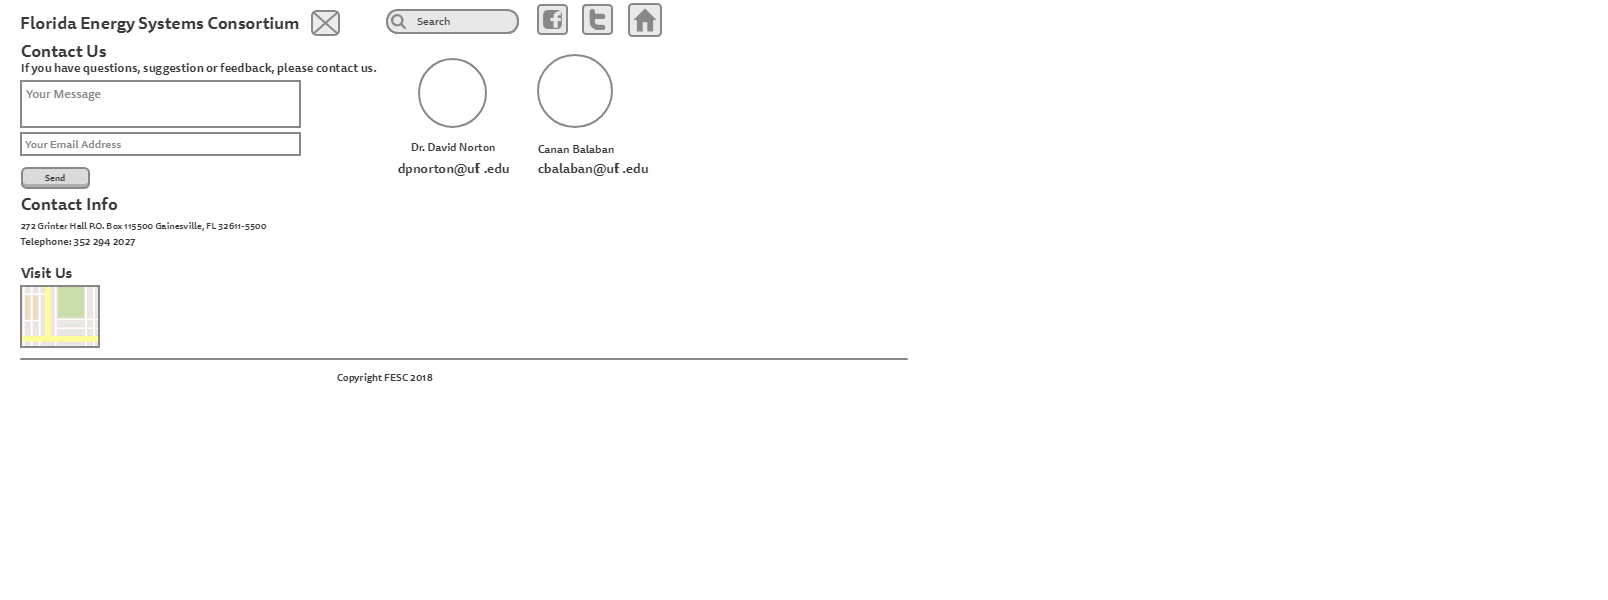 Florida Energy Systems Consortium
Search
Contact Us
If you have questions, suggestion or feedback, please contact us.
Your Message
Your Email Address
Send
Dr. David Norton
dpnorton@uf .edu
Canan Balaban
cbalaban@uf .edu
Contact Info
272 Grinter Hall P.O. Box 115500 Gainesville, FL 32611-5500
Telephone: 352 294 2027
Visit Us
Copyright FESC 2018